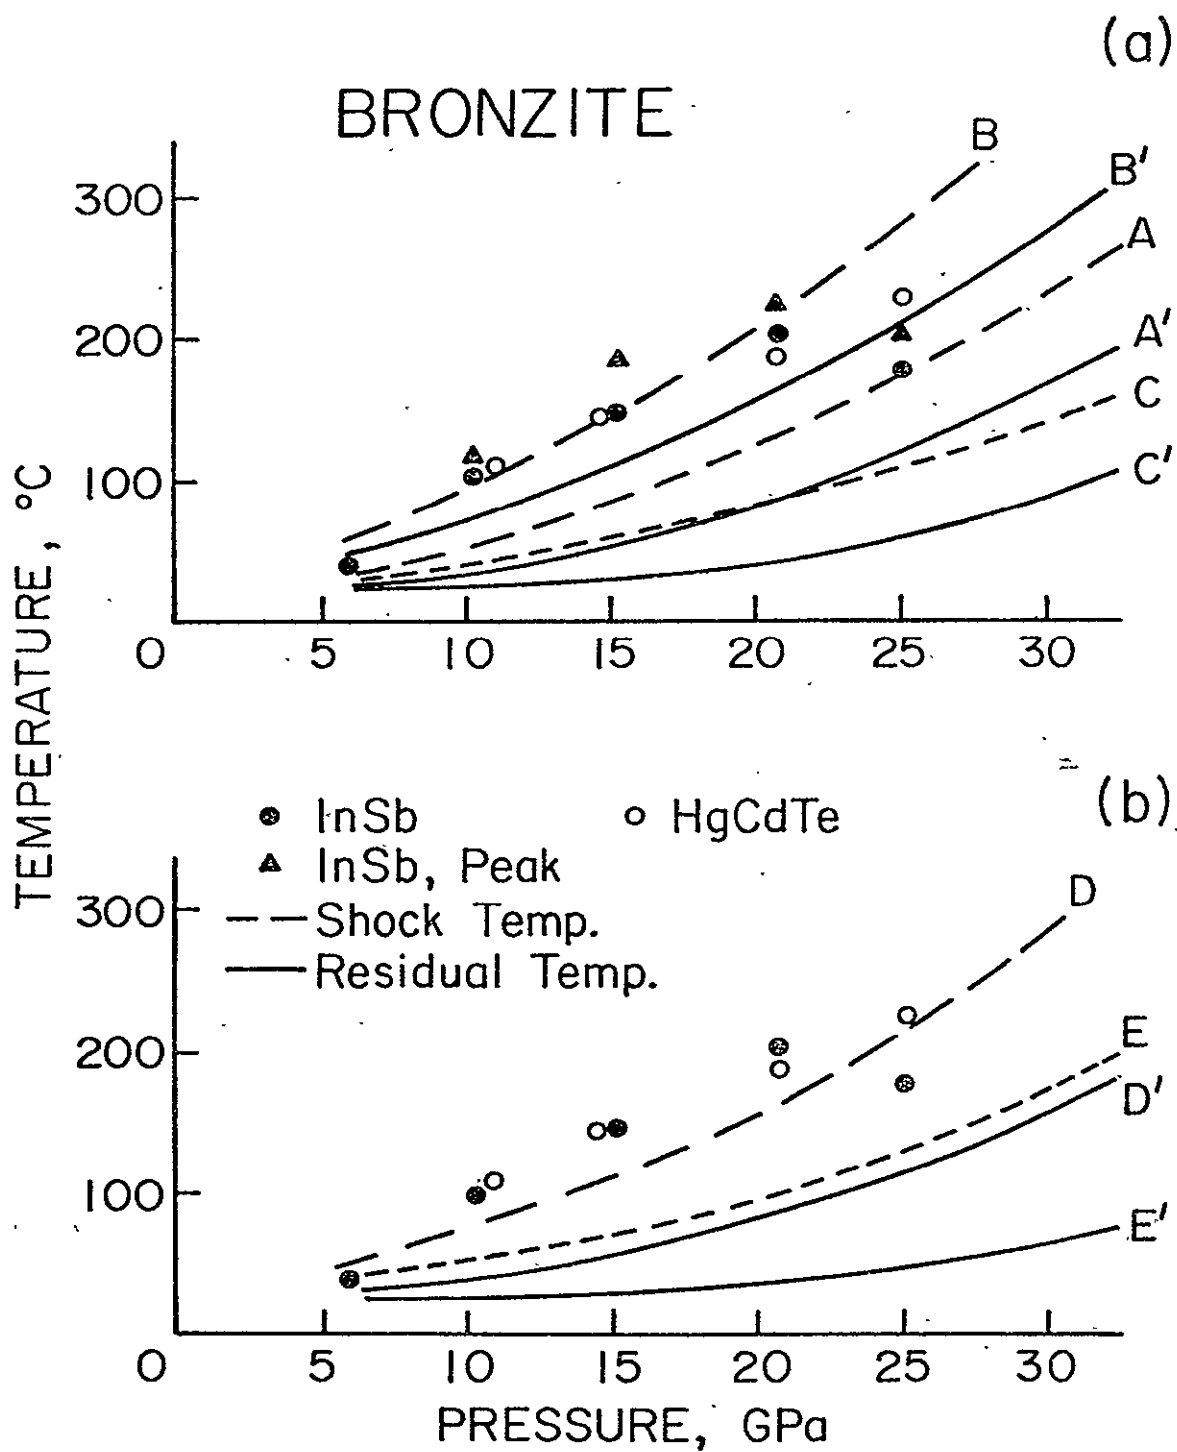 (a)
BRONZITE
B
B'
A
A'
C
C'
300
200
100
0 5 10 15 20 25 30
TEMPERATURE, °C
(b)
InSb HgCdTe
InSb, Peak
Shock Temp.
Residual Temp.
D
E
D'
E'
300
200
100
0 5 10 15 20 25 30
PRESSURE, GPa